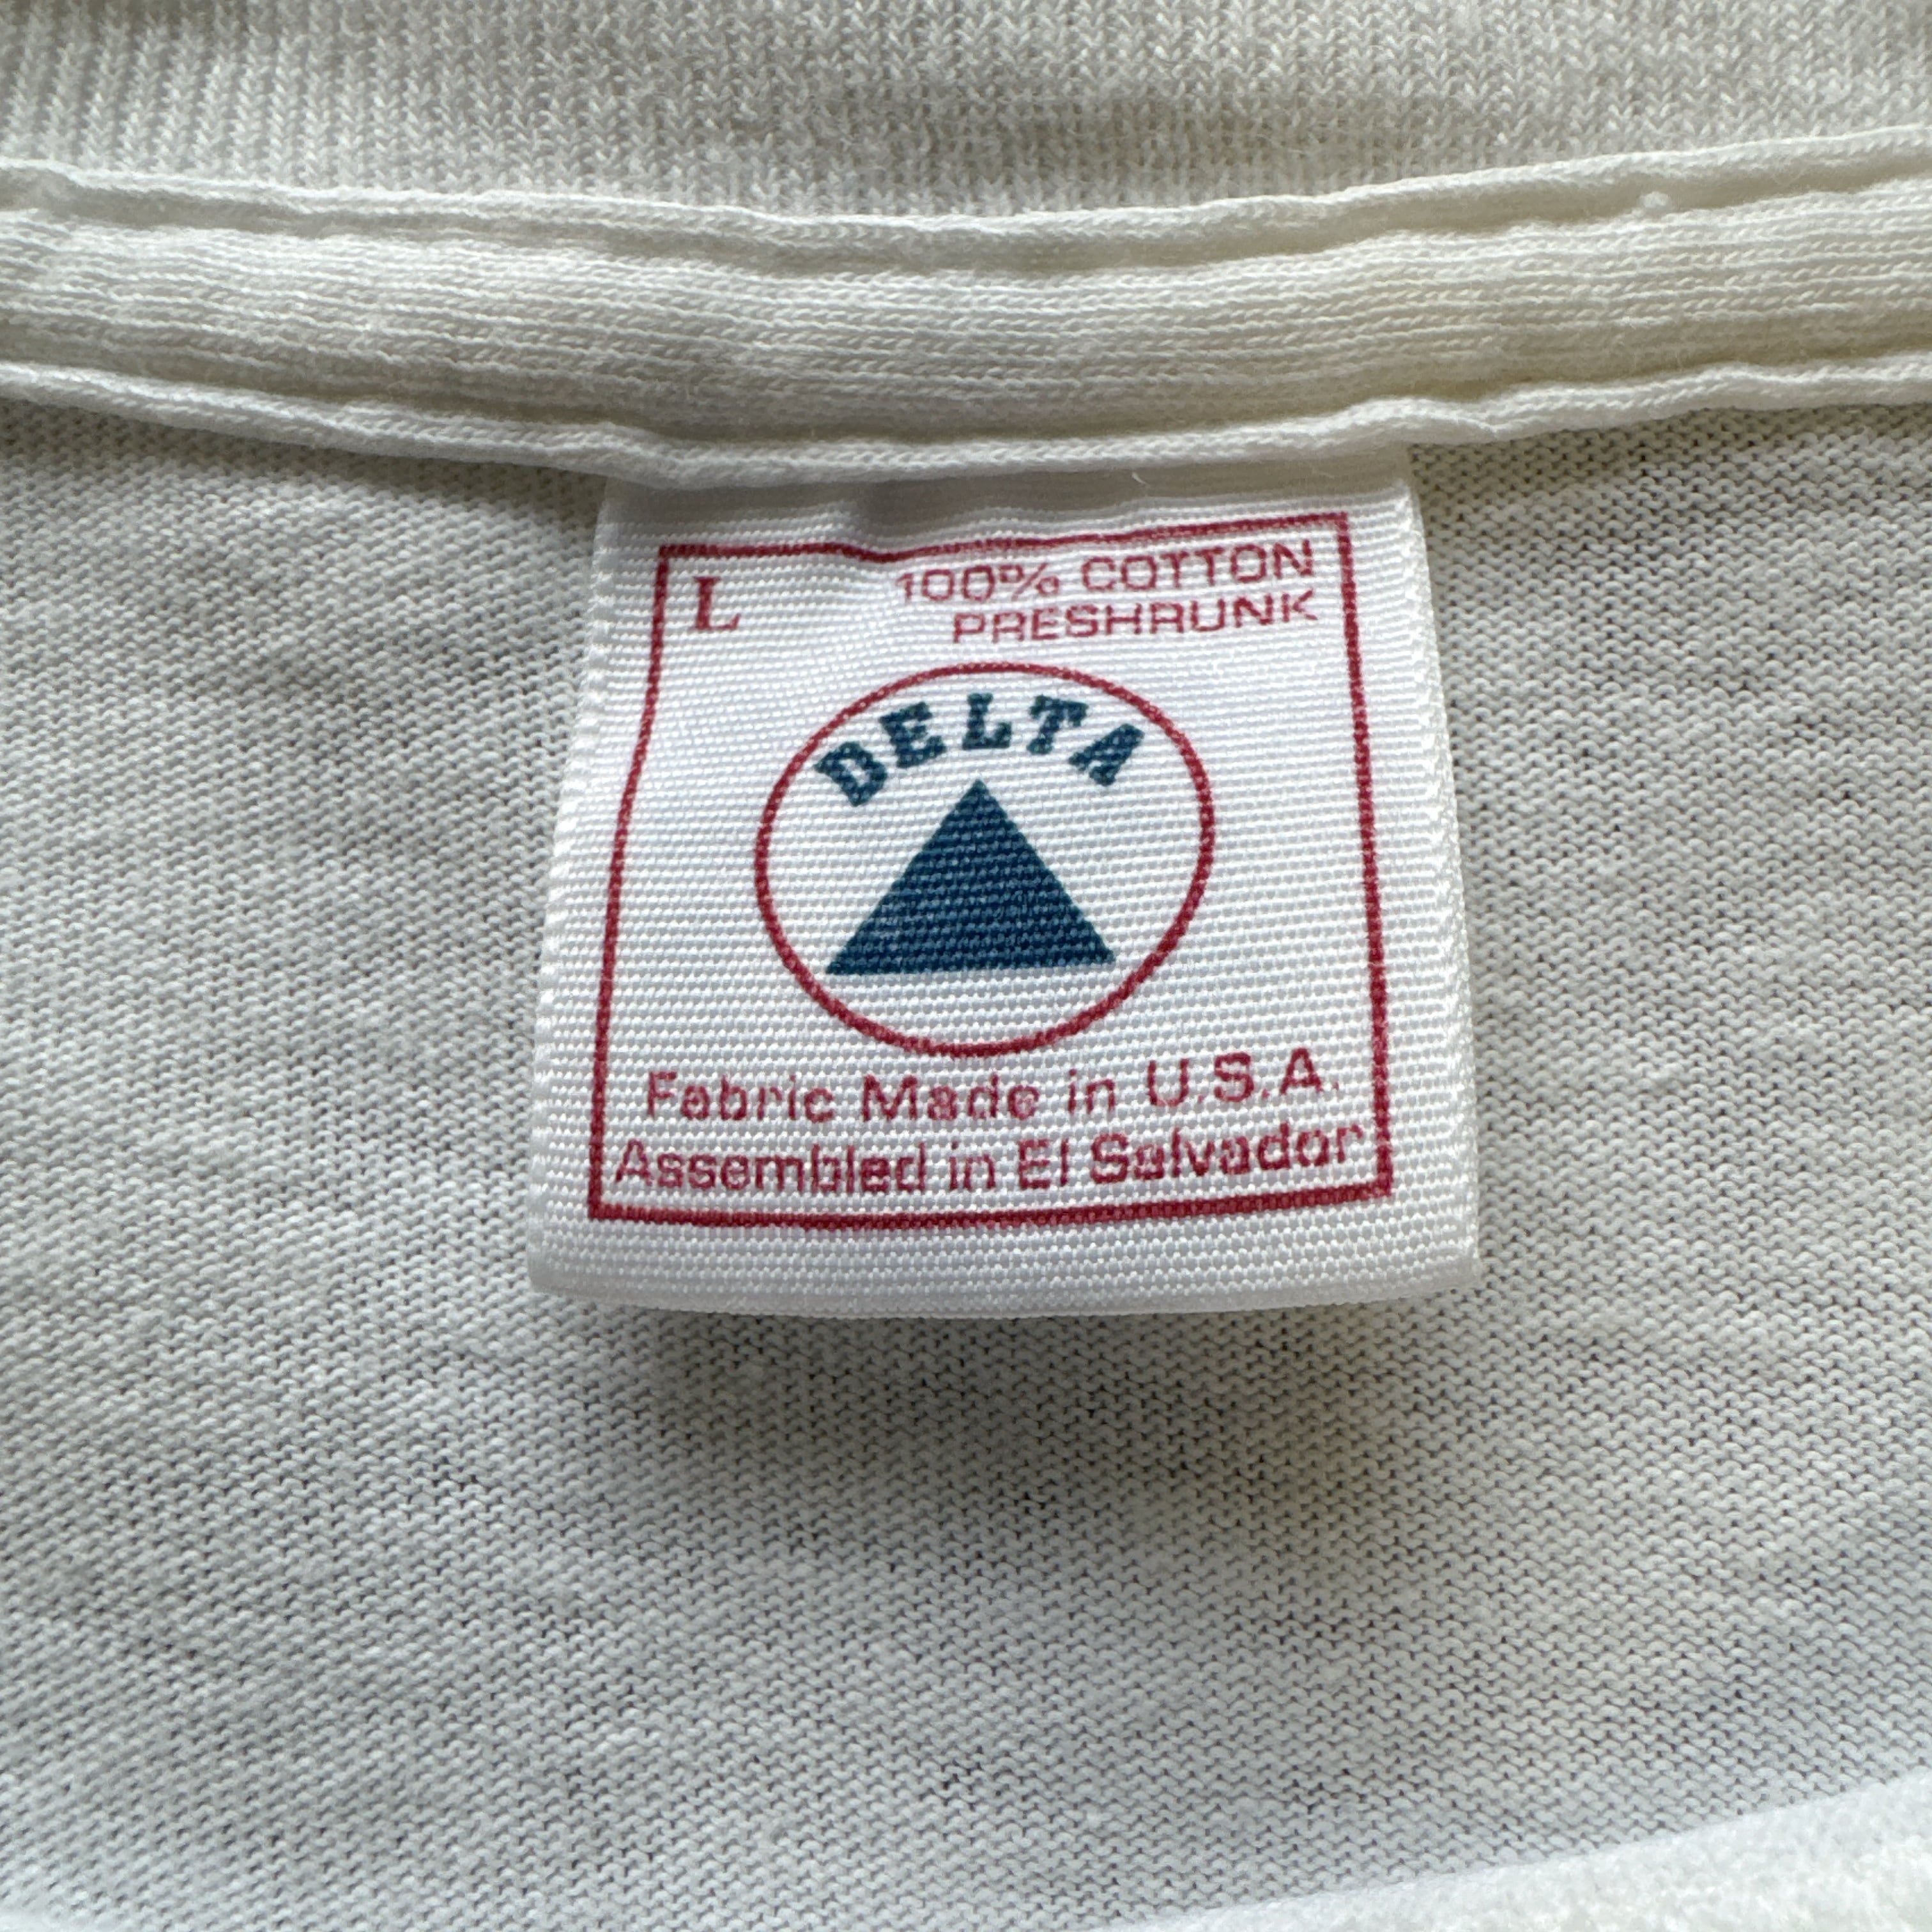 L
100% COTTON
PRESHRUNK
DELTA
Fabric Made in U.S.A.
Assembled in El Salvador